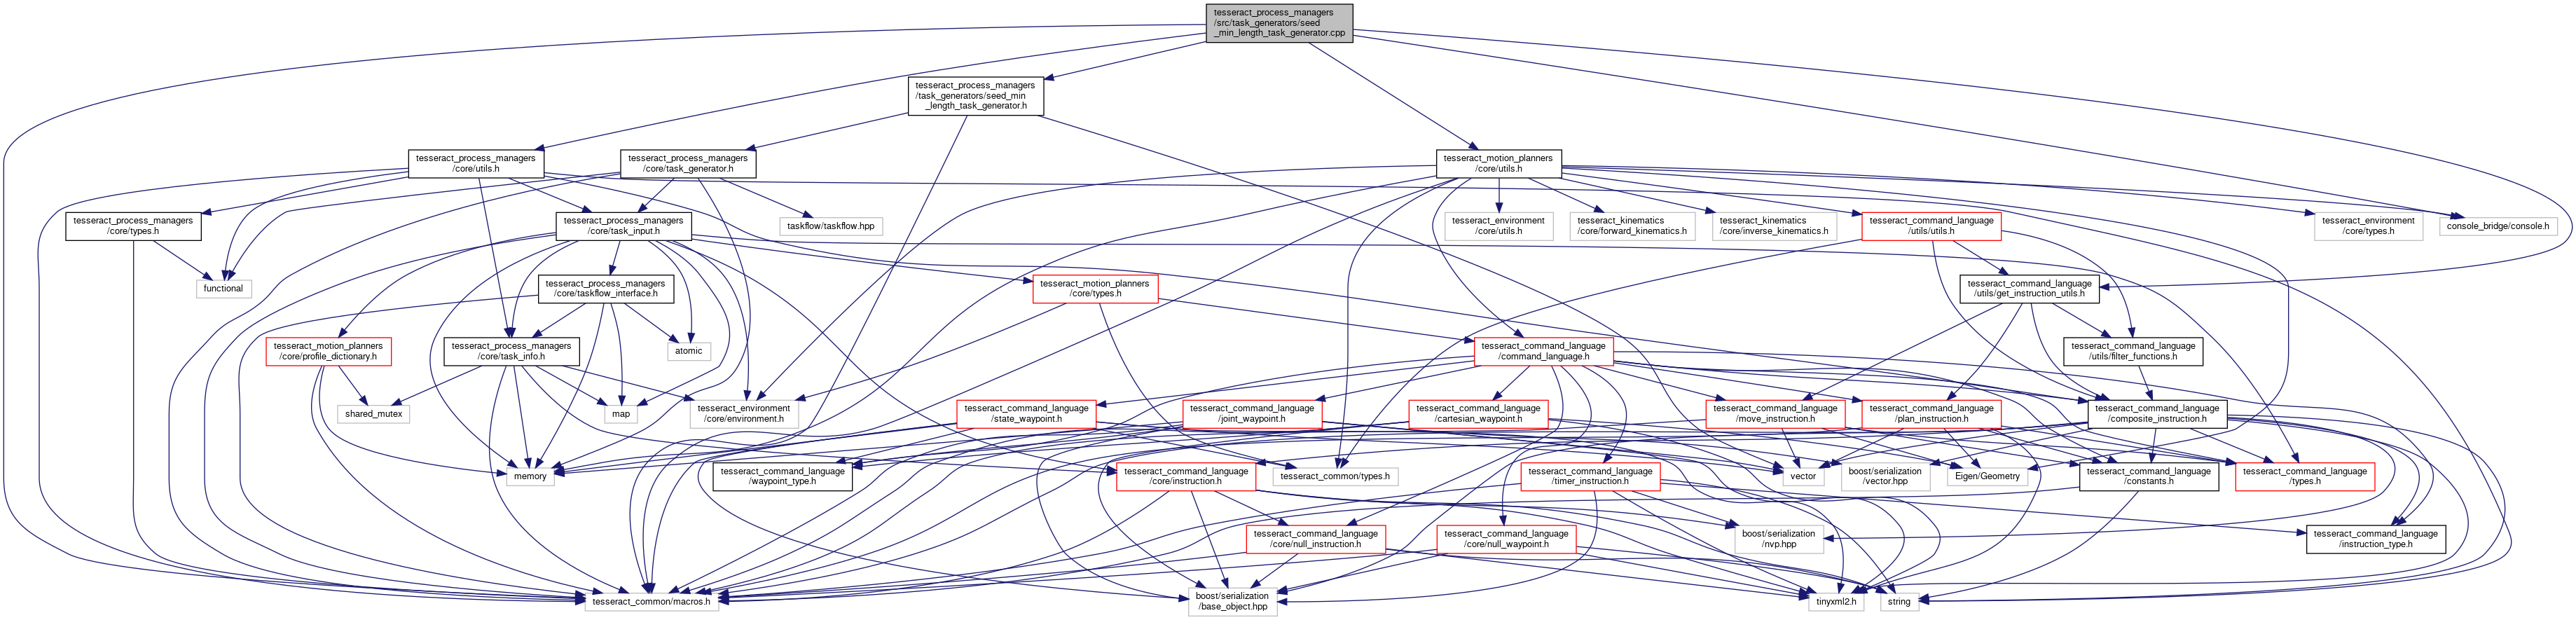 tesseract_process_managers
/src/task_generators/seed
_min_length_task_generator.cpp
tesseract_process_managers
/task_generators/seed_min
_length_task_generator.h
tesseract_process_managers
/core/utils.h
tesseract_process_managers
/core/task_generator.h
tesseract_motion_planners
/core/utils.h
tesseract_process_managers
/core/types.h
tesseract_process_managers
/core/task_input.h
taskflow/taskflow.hpp
tesseract_environment
/core/utils.h
tesseract_kinematics
/core/forward_kinematics.h
tesseract_kinematics
/core/inverse_kinematics.h
tesseract_command_language
/utils/utils.h
tesseract_environment
/core/types.h
console_bridge/console.h
functional
tesseract_process_managers
/core/taskflow_interface.h
tesseract_motion_planners
/core/types.h
tesseract_command_language
/utils/get_instruction_utils.h
tesseract_motion_planners
/core/profile_dictionary.h
tesseract_process_managers
/core/task_info.h
atomic
tesseract_command_language
/command_language.h
tesseract_command_language
/utils/filter_functions.h
shared_mutex
map
tesseract_environment
/core/environment.h
tesseract_command_language
/state_waypoint.h
tesseract_command_language
/joint_waypoint.h
tesseract_command_language
/cartesian_waypoint.h
tesseract_command_language
/move_instruction.h
tesseract_command_language
/plan_instruction.h
tesseract_command_language
/composite_instruction.h
memory
tesseract_command_language
/waypoint_type.h
tesseract_command_language
/core/instruction.h
tesseract_common/types.h
tesseract_command_language
/timer_instruction.h
vector
boost/serialization
/vector.hpp
Eigen/Geometry
tesseract_command_language
/constants.h
tesseract_command_language
/types.h
tesseract_command_language
/core/null_instruction.h
tesseract_command_language
/core/null_waypoint.h
boost/serialization
/nvp.hpp
tesseract_command_language
/instruction_type.h
tesseract_common/macros.h
boost/serialization
/base_object.hpp
tinyxml2.h
string